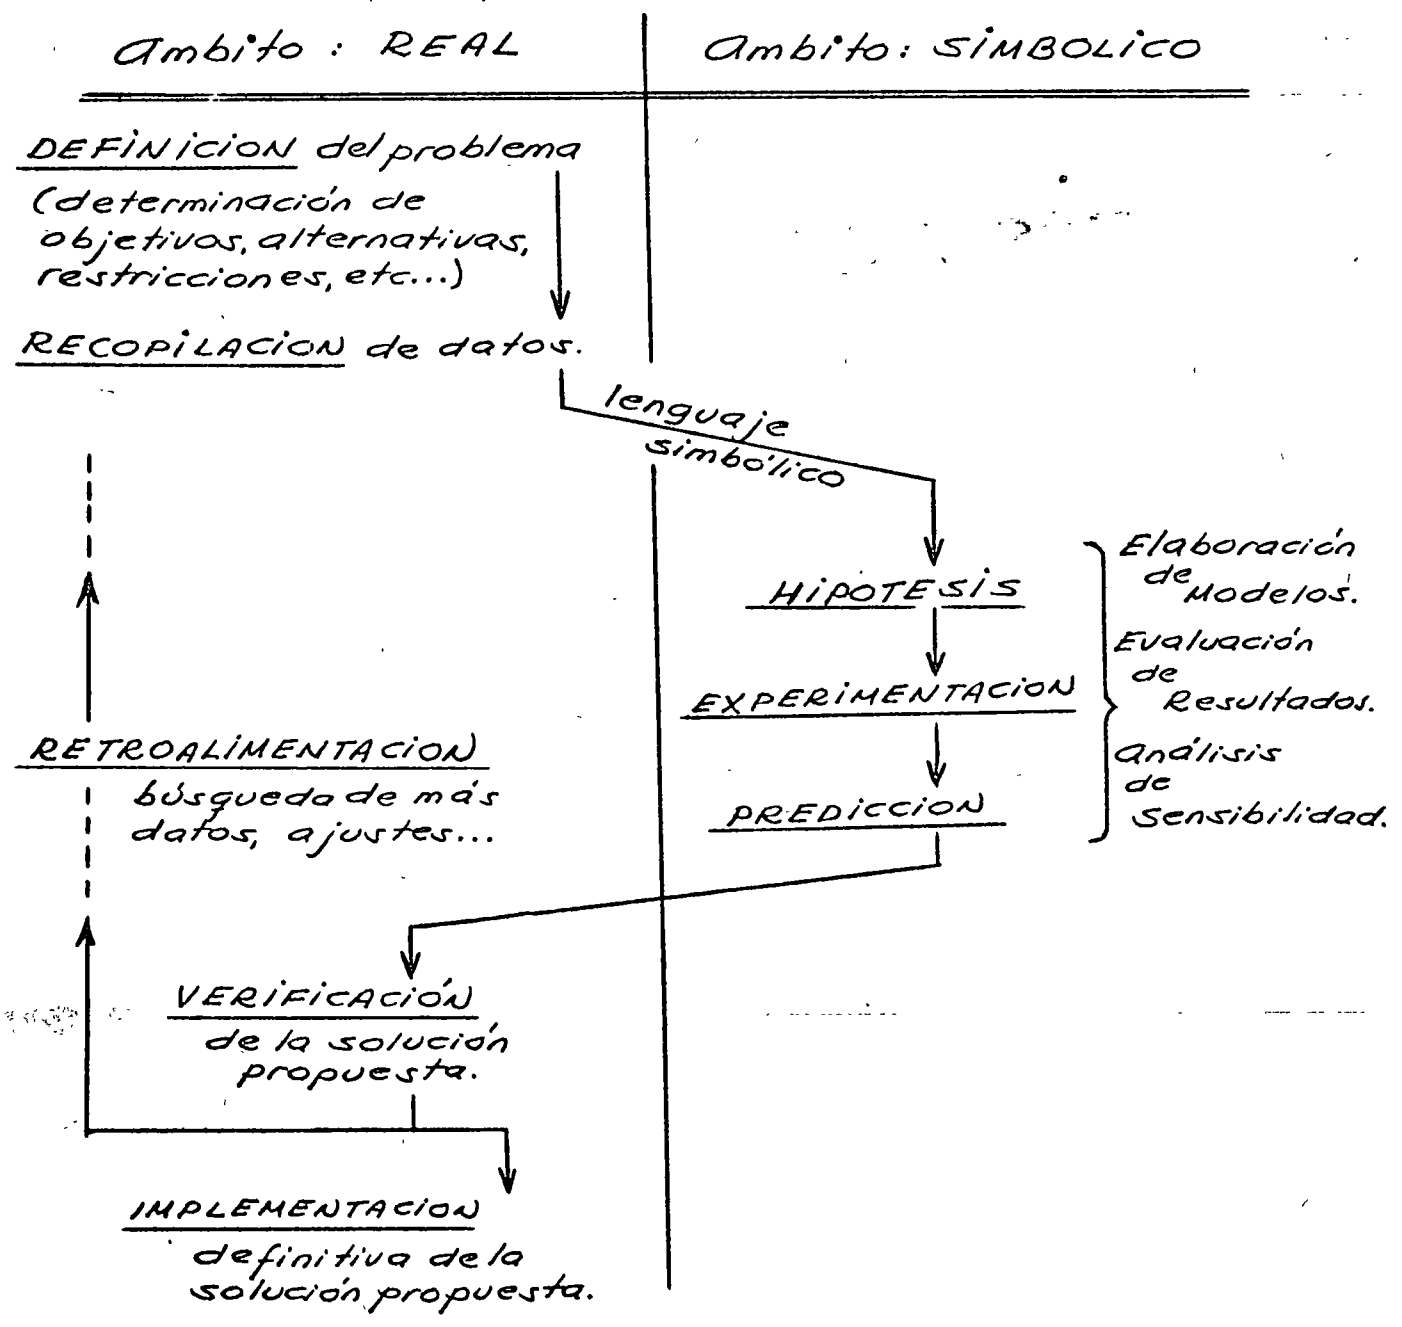 Ambito: REAL
Ambito: SIMBOLICO
DEFINICION del problema
(determinación de
objetivos, alternativas,
restricciones, etc...)
RECOPILACION de datos.
lenguaje
simbólico
HIPOTESIS
EXPERIMENTACION
PREDICCION
Elaboración
de
Modelos.
Evaluación
de
Resultados.
Análisis
de
Sensibilidad.
RETROALIMENTACION
búsqueda de más
datos, ajustes...
VERIFICACIÓN
de la solución
propuesta.
IMPLEMENTACION
definitiva de la
solución propuesta.